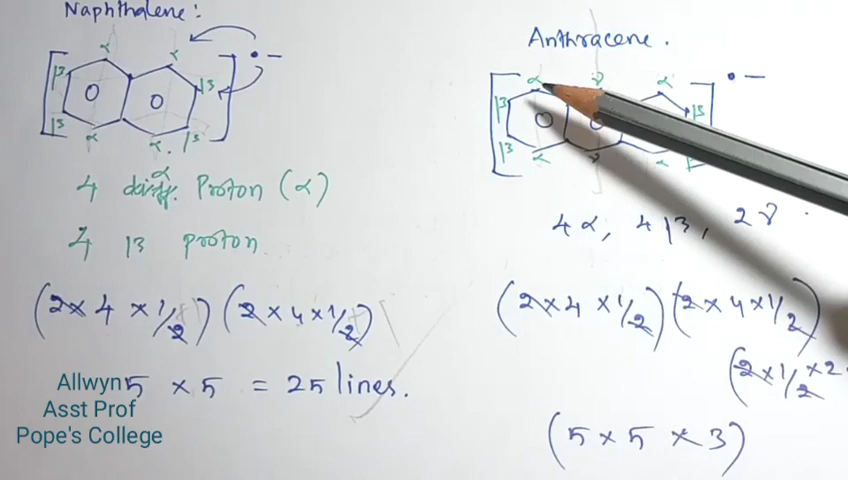 Naphthalene:
α α • −
β O O β
β α α β
4 α Proton (α)
4 β proton.
(2 × 4 × 1/2) (2 × 4 × 1/2)
5 × 5 = 25 lines.
Allwyn
Asst Prof
Pope's College
Anthracene.
α γ α • −
β O O β
β α γ α
4α, 4β, 2γ
(2 × 4 × 1/2) (2 × 4 × 1/2)
(2 × 1/2 × 2
(5 × 5 × 3)